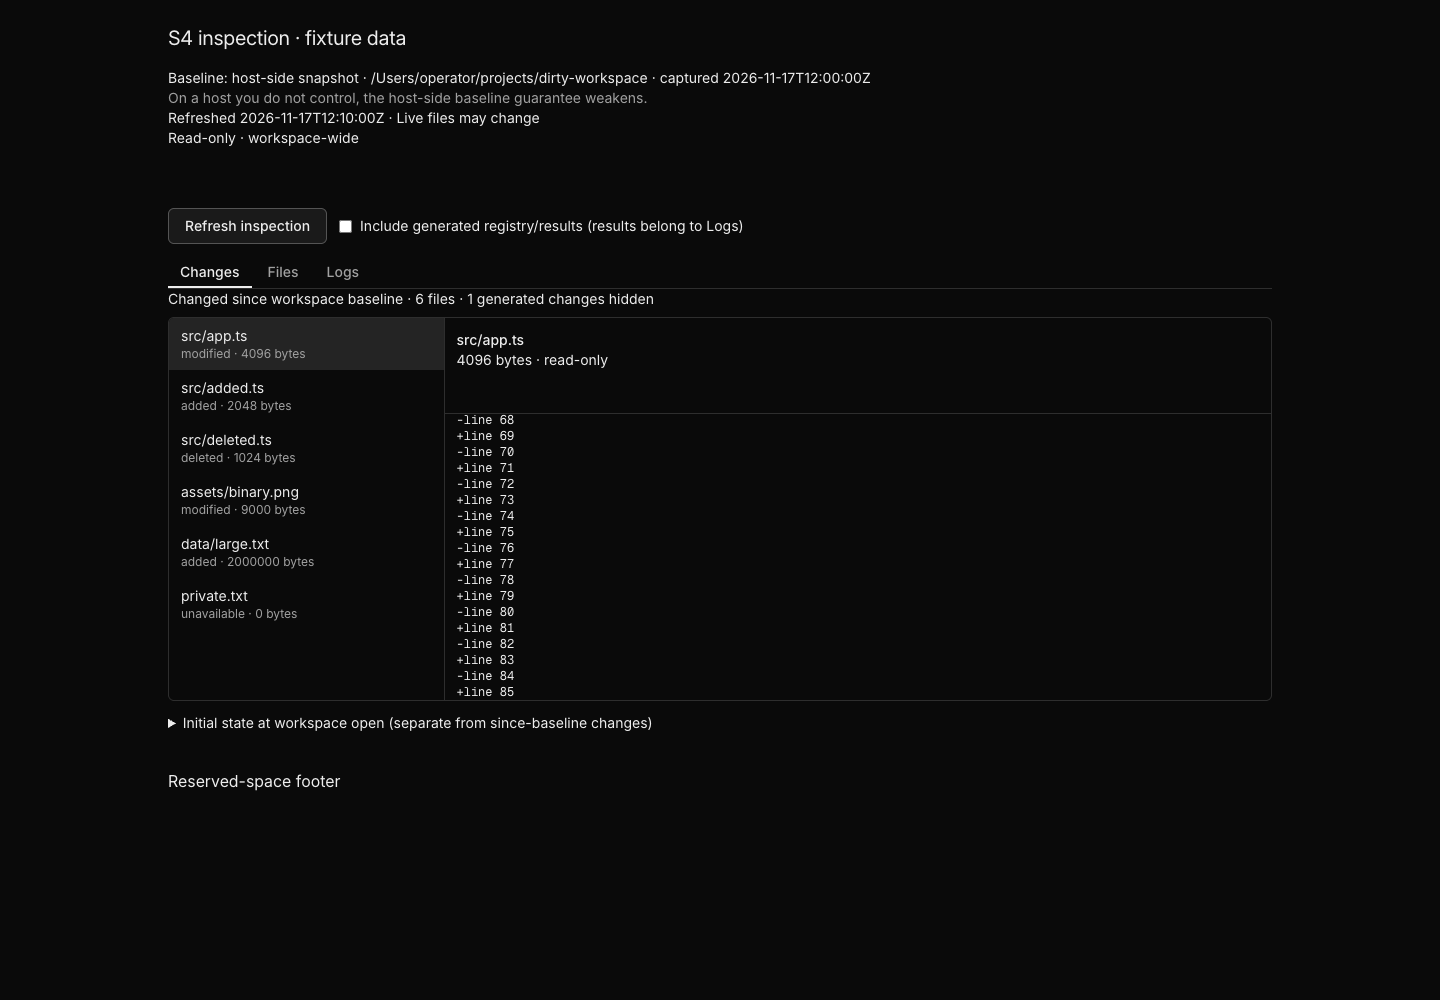 S4 inspection · fixture data
Baseline: host-side snapshot · /Users/operator/projects/dirty-workspace · captured 2026-11-17T12:00:00Z
On a host you do not control, the host-side baseline guarantee weakens.
Refreshed 2026-11-17T12:10:00Z · Live files may change
Read-only · workspace-wide
Refresh inspection
Include generated registry/results (results belong to Logs)
Changes Files Logs
Changed since workspace baseline · 6 files · 1 generated changes hidden
src/app.ts
modified · 4096 bytes
src/added.ts
added · 2048 bytes
src/deleted.ts
deleted · 1024 bytes
assets/binary.png
modified · 9000 bytes
data/large.txt
added · 2000000 bytes
private.txt
unavailable · 0 bytes
src/app.ts
4096 bytes · read-only
-line 68
+line 69
-line 70
+line 71
-line 72
+line 73
-line 74
+line 75
-line 76
+line 77
-line 78
+line 79
-line 80
+line 81
-line 82
+line 83
-line 84
+line 85
Initial state at workspace open (separate from since-baseline changes)
Reserved-space footer